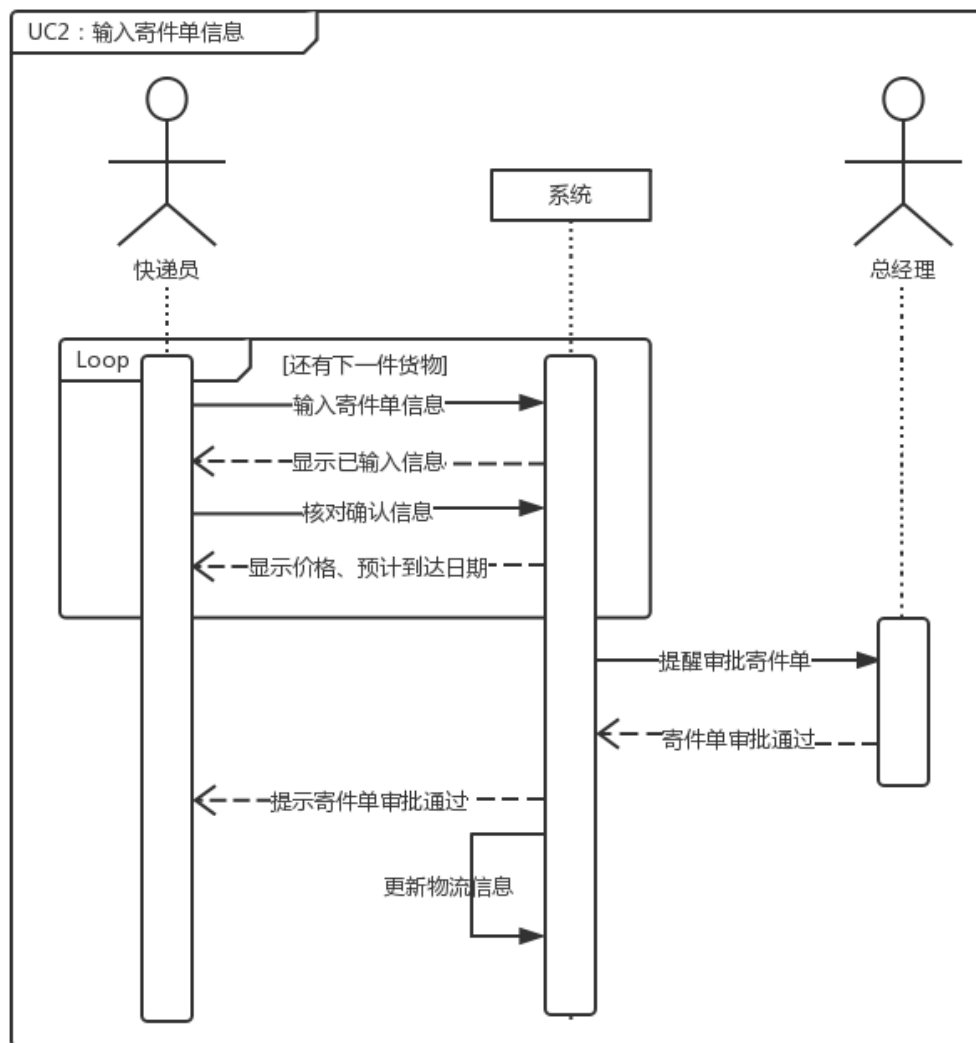 UC2：输入寄件单信息
系统
快递员
总经理
Loop
[还有下一件货物]
输入寄件单信息
显示已输入信息
核对确认信息
显示价格、预计到达日期
提醒审批寄件单
寄件单审批通过
提示寄件单审批通过
更新物流信息